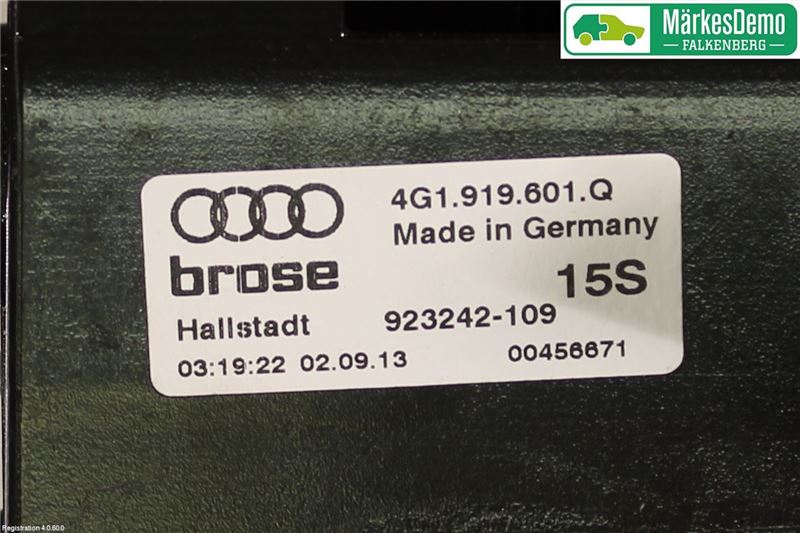 MärkesDemo
FALKENBERG
4G1.919.601.Q
Made in Germany
brose
15S
Hallstadt 923242-109
03:19:22 02.09.13 00456671
Registration 4.0.60.0